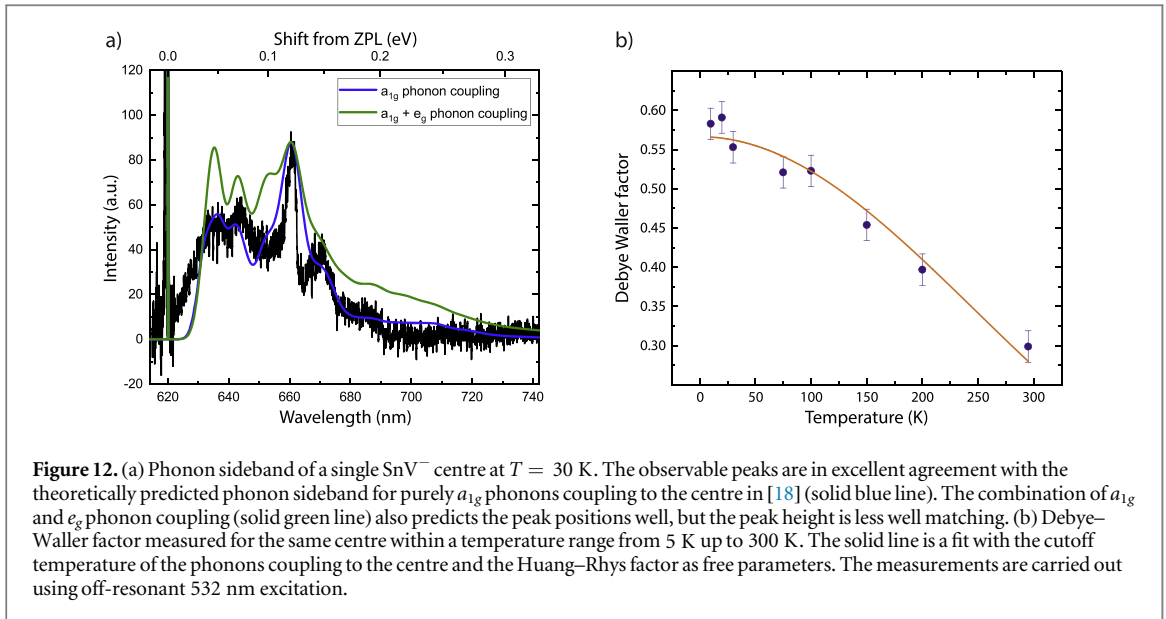 a)
Shift from ZPL (eV)
0.0 0.1 0.2 0.3
120
100
80
60
40
20
0
-20
Intensity (a.u.)
a1g phonon coupling
a1g + eg phonon coupling
620 640 660 680 700 720 740
Wavelength (nm)
b)
0.60
0.55
0.50
0.45
0.40
0.35
0.30
Debye Waller factor
0 50 75 100 150 200 250 300
Temperature (K)
Figure 12. (a) Phonon sideband of a single SnV− centre at T = 30 K. The observable peaks are in excellent agreement with the
theoretically predicted phonon sideband for purely a1g phonons coupling to the centre in [18] (solid blue line). The combination of a1g
and eg phonon coupling (solid green line) also predicts the peak positions well, but the peak height is less well matching. (b) Debye–
Waller factor measured for the same centre within a temperature range from 5 K up to 300 K. The solid line is a fit with the cutoff
temperature of the phonons coupling to the centre and the Huang–Rhys factor as free parameters. The measurements are carried out
using off-resonant 532 nm excitation.